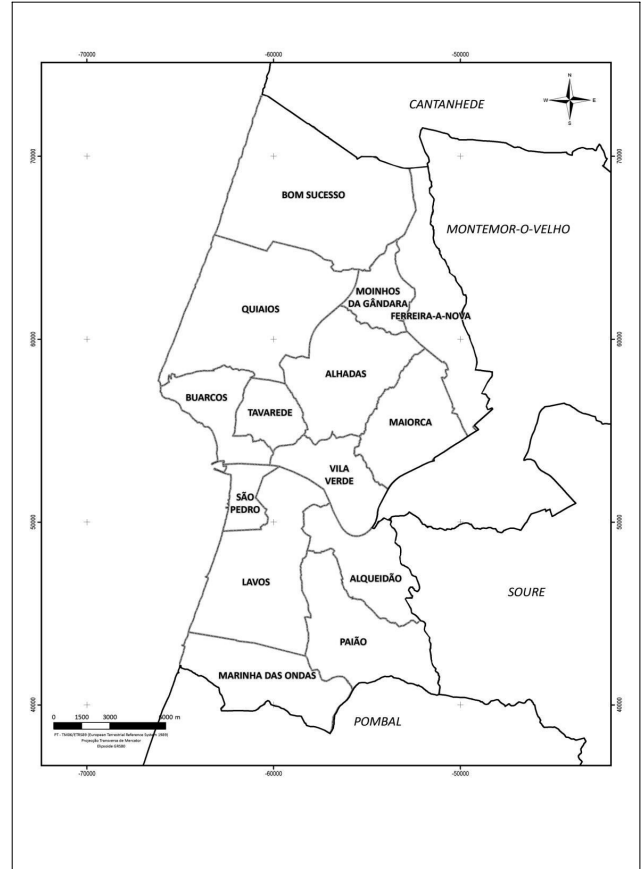 -70000
-60000
-50000
N
W
E
S
CANTANHEDE
70000
70000
BOM SUCESSO
MONTEMOR-O-VELHO
MOINHOS
DA GÂNDARA
QUIAIOS
FERREIRA-A-NOVA
60000
60000
ALHADAS
BUARCOS
TAVAREDE
MAIORCA
VILA
VERDE
SÃO
PEDRO
50000
50000
ALQUEIDÃO
LAVOS
SOURE
PAIÃO
MARINHA DAS ONDAS
40000
40000
0 1500 3000 6000 m
POMBAL
PT - TM06/ETRS89 (European Terrestrial Reference System 1989)
Projecção Transversa de Mercator
Elipsoide GRS80
-70000
-60000
-50000